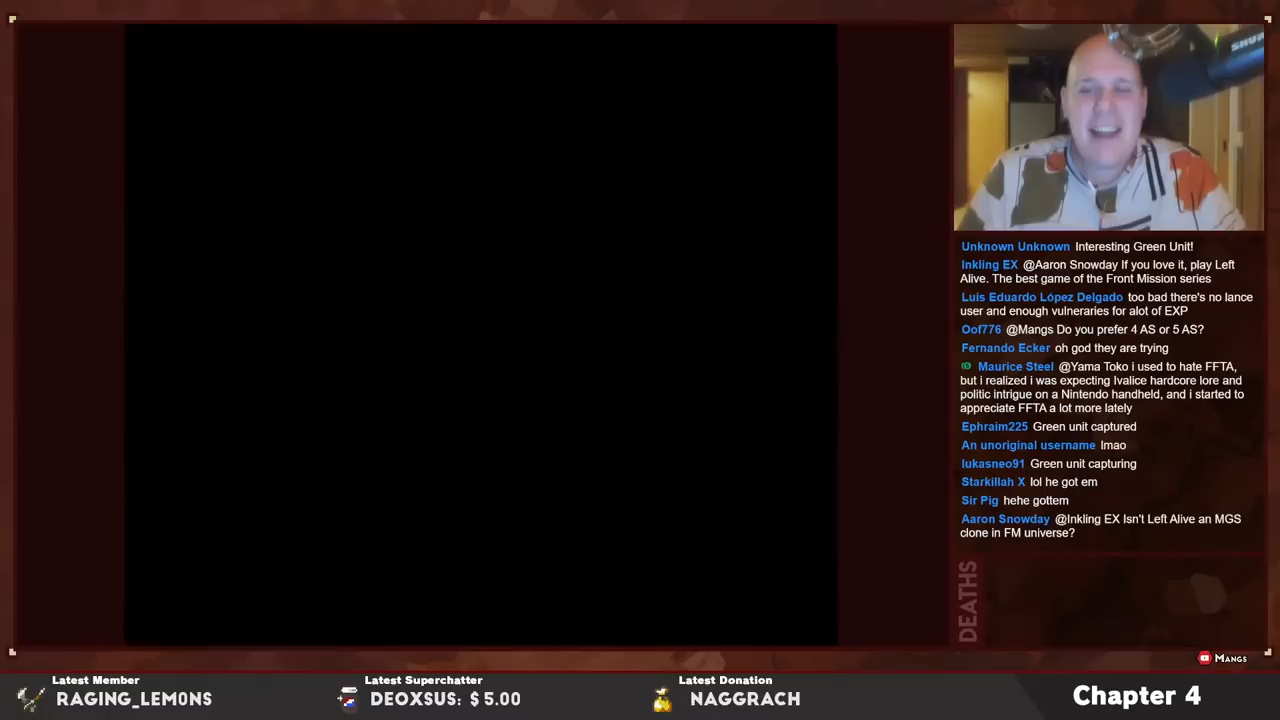 SHURE
Unknown Unknown Interesting Green Unit!
Inkling EX @Aaron Snowday If you love it, play Left
Alive. The best game of the Front Mission series
Luis Eduardo López Delgado too bad there's no lance
user and enough vulneraries for alot of EXP
Oof776 @Mangs Do you prefer 4 AS or 5 AS?
Fernando Ecker oh god they are trying
Maurice Steel @Yama Toko i used to hate FFTA,
but i realized i was expecting Ivalice hardcore lore and
politic intrigue on a Nintendo handheld, and i started to
appreciate FFTA a lot more lately
Ephraim225 Green unit captured
An unoriginal username lmao
lukasneo91 Green unit capturing
Starkillah X lol he got em
Sir Pig hehe gottem
Aaron Snowday @Inkling EX Isn't Left Alive an MGS
clone in FM universe?
DEATHS
MANGS
Latest Member
RAGING_LEM0NS
Latest Superchatter
DEOXSUS: $ 5.00
Latest Donation
NAGGRACH
Chapter 4